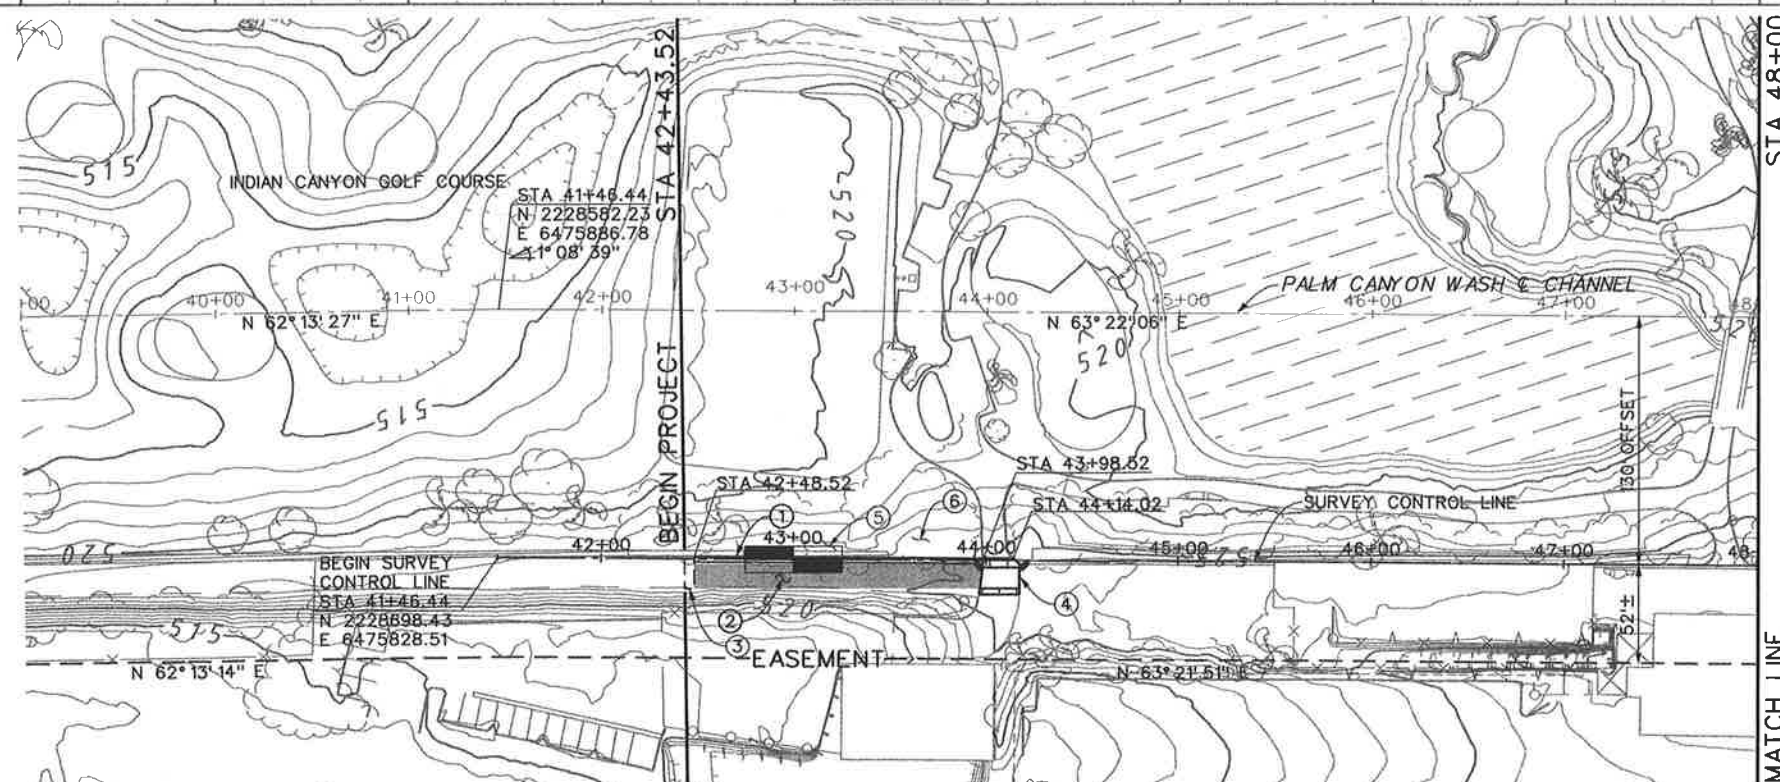 515
INDIAN CANYON GOLF COURSE
STA 41+46.44
N 2228582.23
E 6475886.78
1° 08' 39"
STA 42+43.52
BEGIN PROJECT
520
STA 48+00
MATCH LINE
PALM CANYON WASH ℄ CHANNEL
40+00
41+00
42+00
43+00
44+00
45+00
46+00
47+00
N 62° 13' 27" E
N 63° 22' 06" E
520
515
130 OFFSET
STA 42+48.52
STA 43+98.52
STA 44+14.02
SURVEY CONTROL LINE
1
5
6
520
42+00
43+00
44+00
45+00
525
46+00
47+00
48
BEGIN SURVEY
CONTROL LINE
STA 41+46.44
N 2228698.43
E 6475828.51
515
2
520
4
3
52'±
EASEMENT
N 62° 13' 14" E
N 63° 21' 51" E